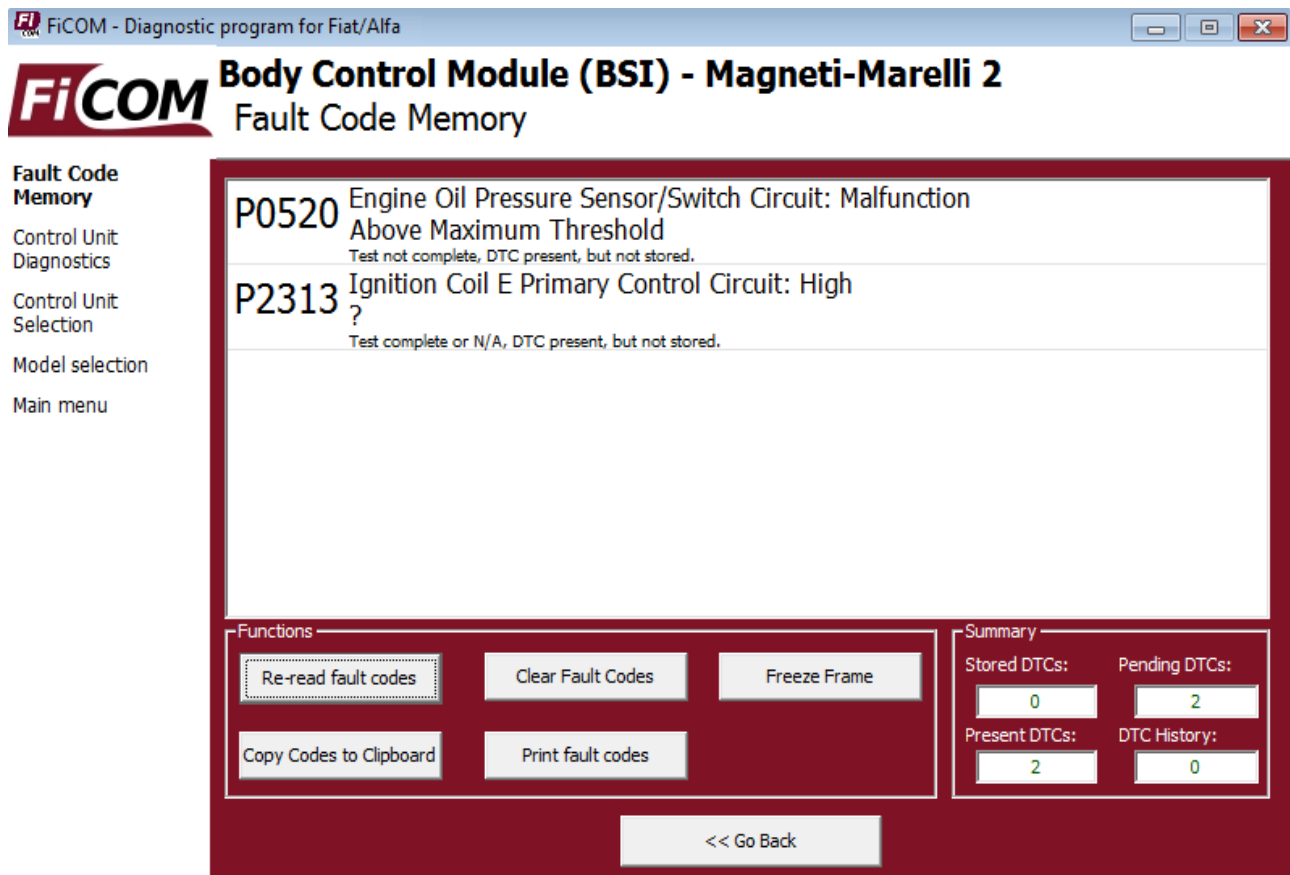 FiCOM - Diagnostic program for Fiat/Alfa
FiCOM
Body Control Module (BSI) - Magneti-Marelli 2
Fault Code Memory
Fault Code
Memory
Control Unit
Diagnostics
Control Unit
Selection
Model selection
Main menu
P0520 Engine Oil Pressure Sensor/Switch Circuit: Malfunction
Above Maximum Threshold
Test not complete, DTC present, but not stored.
P2313 Ignition Coil E Primary Control Circuit: High
?
Test complete or N/A, DTC present, but not stored.
Functions
Re-read fault codes
Clear Fault Codes
Freeze Frame
Copy Codes to Clipboard
Print fault codes
Summary
Stored DTCs: Pending DTCs:
0 2
Present DTCs: DTC History:
2 0
<< Go Back